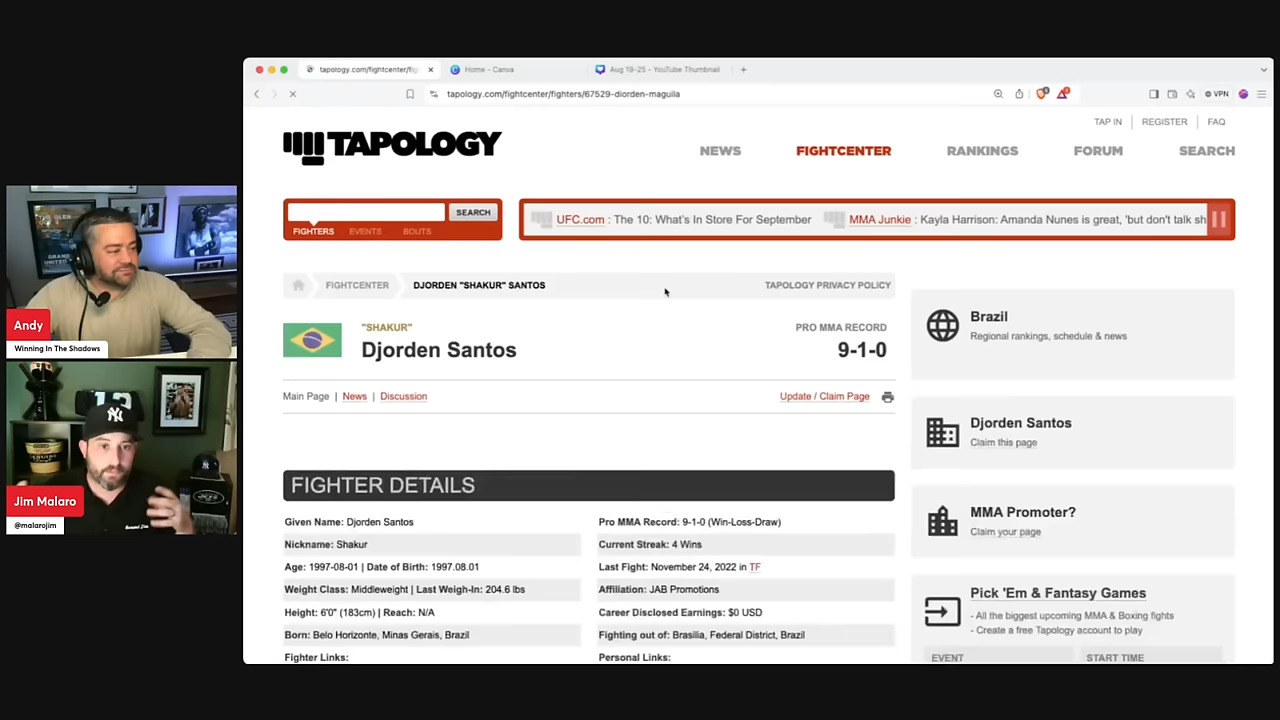 tapology.com/fightcenter/fi
Home - Canva
Aug 19-25 - YouTube Thumbnail
tapology.com/fightcenter/fighters/67529-diorden-maguila
VPN
TAP IN | REGISTER | FAQ
TAPOLOGY
NEWS FIGHTCENTER RANKINGS FORUM SEARCH
SEARCH
FIGHTERS EVENTS BOUTS
UFC.com : The 10: What's In Store For September
MMA Junkie : Kayla Harrison: Amanda Nunes is great, 'but don't talk sh
FIGHTCENTER
DJORDEN "SHAKUR" SANTOS
TAPOLOGY PRIVACY POLICY
"SHAKUR"
Djorden Santos
PRO MMA RECORD
9-1-0
Main Page | News | Discussion
Update / Claim Page
FIGHTER DETAILS
Given Name: Djorden Santos
Pro MMA Record: 9-1-0 (Win-Loss-Draw)
Nickname: Shakur
Current Streak: 4 Wins
Age: 1997-08-01 | Date of Birth: 1997.08.01
Last Fight: November 24, 2022 in TF
Weight Class: Middleweight | Last Weigh-In: 204.6 lbs
Affiliation: JAB Promotions
Height: 6'0" (183cm) | Reach: N/A
Career Disclosed Earnings: $0 USD
Born: Belo Horizonte, Minas Gerais, Brazil
Fighting out of: Brasilia, Federal District, Brazil
Fighter Links:
Personal Links:
Brazil
Regional rankings, schedule & news
Djorden Santos
Claim this page
MMA Promoter?
Claim your page
Pick 'Em & Fantasy Games
- All the biggest upcoming MMA & Boxing fights
- Create a free Tapology account to play
EVENT
START TIME
Andy
Winning In The Shadows
Jim Malaro
@malarojim
JETS